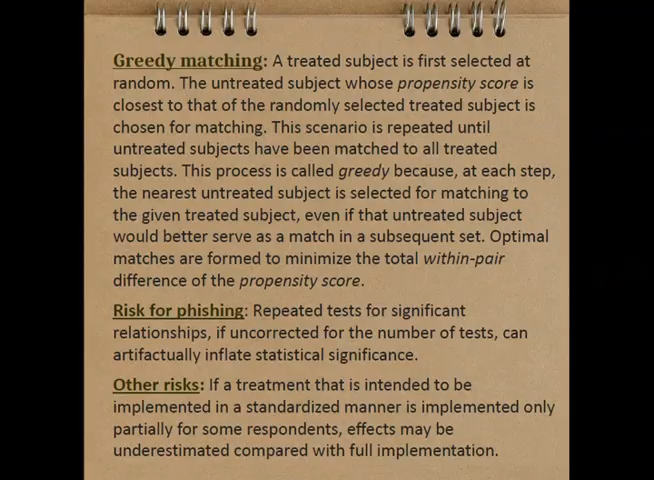 Greedy matching: A treated subject is first selected at
random. The untreated subject whose propensity score is
closest to that of the randomly selected treated subject is
chosen for matching. This scenario is repeated until
untreated subjects have been matched to all treated
subjects. This process is called greedy because, at each step,
the nearest untreated subject is selected for matching to
the given treated subject, even if that untreated subject
would better serve as a match in a subsequent set. Optimal
matches are formed to minimize the total within-pair
difference of the propensity score.
Risk for phishing: Repeated tests for significant
relationships, if uncorrected for the number of tests, can
artifactually inflate statistical significance.
Other risks: If a treatment that is intended to be
implemented in a standardized manner is implemented only
partially for some respondents, effects may be
underestimated compared with full implementation.